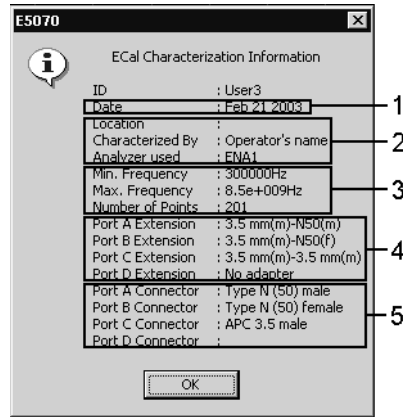 E5070
ECal Characterization Information
ID : User3
Date : Feb 21 2003
Location :
Characterized By : Operator's name
Analyzer used : ENA1
Min. Frequency : 300000Hz
Max. Frequency : 8.5e+009Hz
Number of Points : 201
Port A Extension : 3.5 mm(m)-N50(m)
Port B Extension : 3.5 mm(m)-N50(f)
Port C Extension : 3.5 mm(m)-3.5 mm(m)
Port D Extension : No adapter
Port A Connector : Type N (50) male
Port B Connector : Type N (50) female
Port C Connector : APC 3.5 male
Port D Connector :
OK
1
2
3
4
5